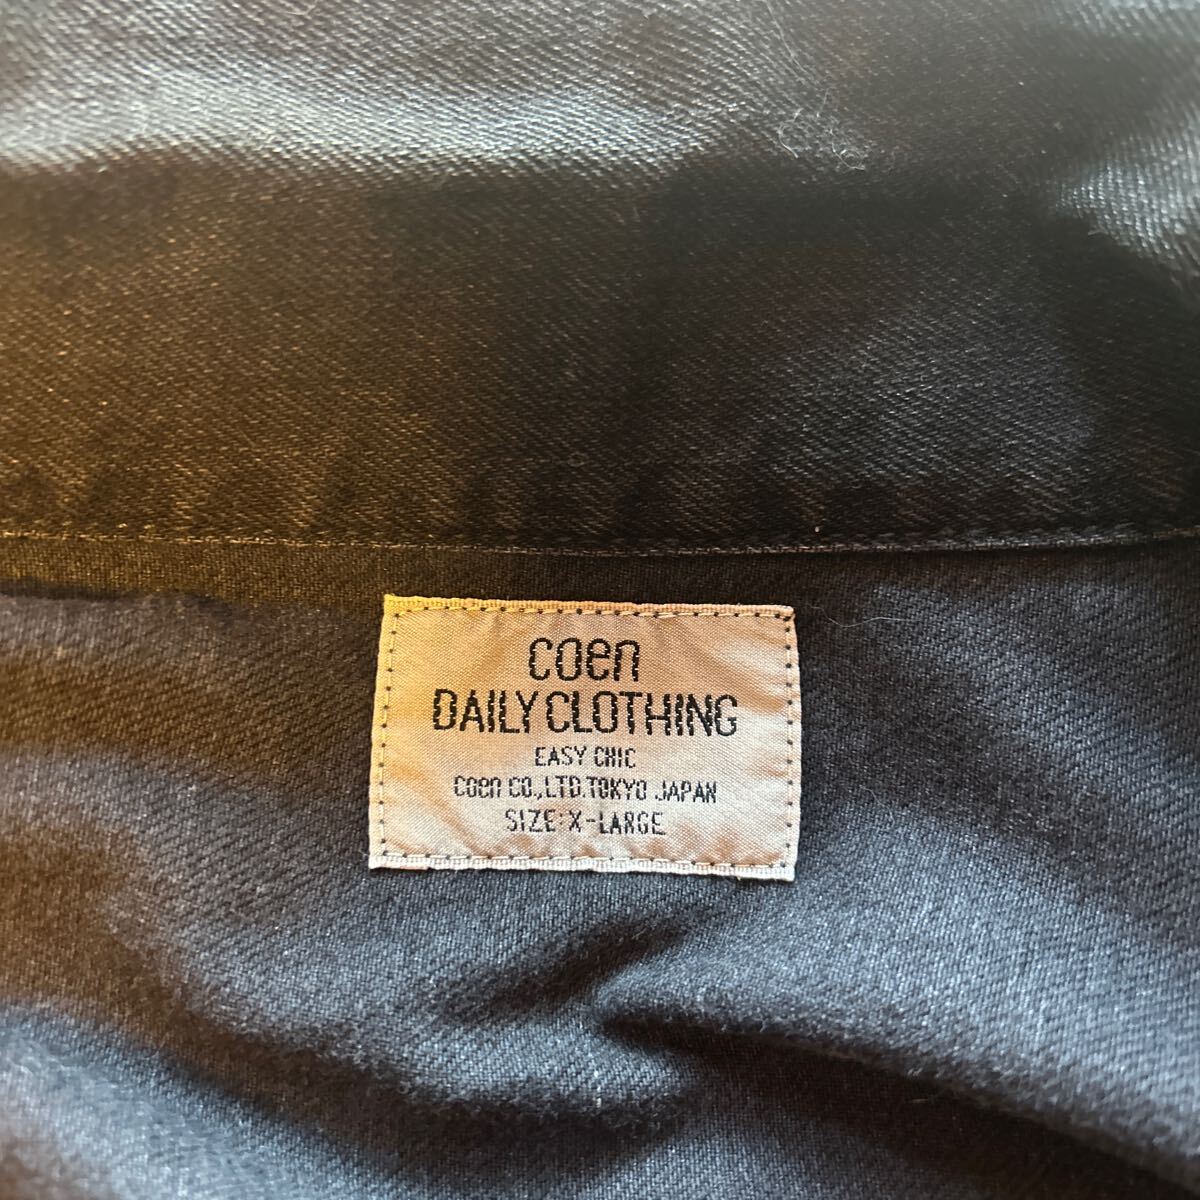 coen
DAILY CLOTHING
EASY CHIC
coen CO.,LTD.TOKYO JAPAN
SIZE:X-LARGE